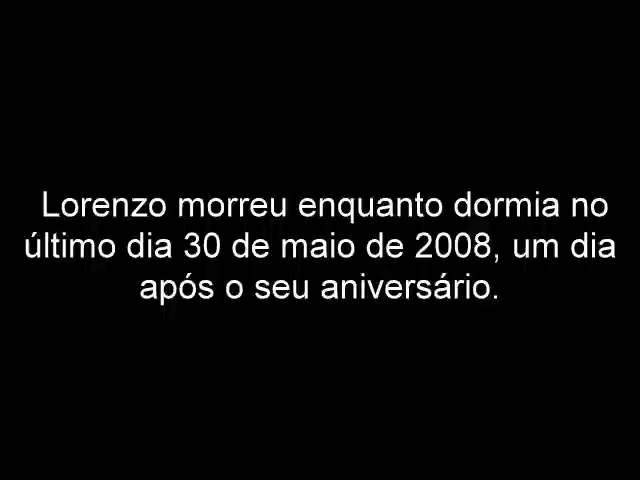 Lorenzo morreu enquanto dormia no
último dia 30 de maio de 2008, um dia
após o seu aniversário.